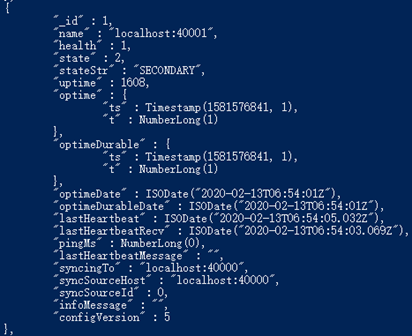 },
{
"_id" : 1,
"name" : "localhost:40001",
"health" : 1,
"state" : 2,
"stateStr" : "SECONDARY",
"uptime" : 1608,
"optime" : {
"ts" : Timestamp(1581576841, 1),
"t" : NumberLong(1)
},
"optimeDurable" : {
"ts" : Timestamp(1581576841, 1),
"t" : NumberLong(1)
},
"optimeDate" : ISODate("2020-02-13T06:54:01Z"),
"optimeDurableDate" : ISODate("2020-02-13T06:54:01Z"),
"lastHeartbeat" : ISODate("2020-02-13T06:54:05.032Z"),
"lastHeartbeatRecv" : ISODate("2020-02-13T06:54:03.069Z"),
"pingMs" : NumberLong(0),
"lastHeartbeatMessage" : "",
"syncingTo" : "localhost:40000",
"syncSourceHost" : "localhost:40000",
"syncSourceId" : 0,
"infoMessage" : "",
"configVersion" : 5
},